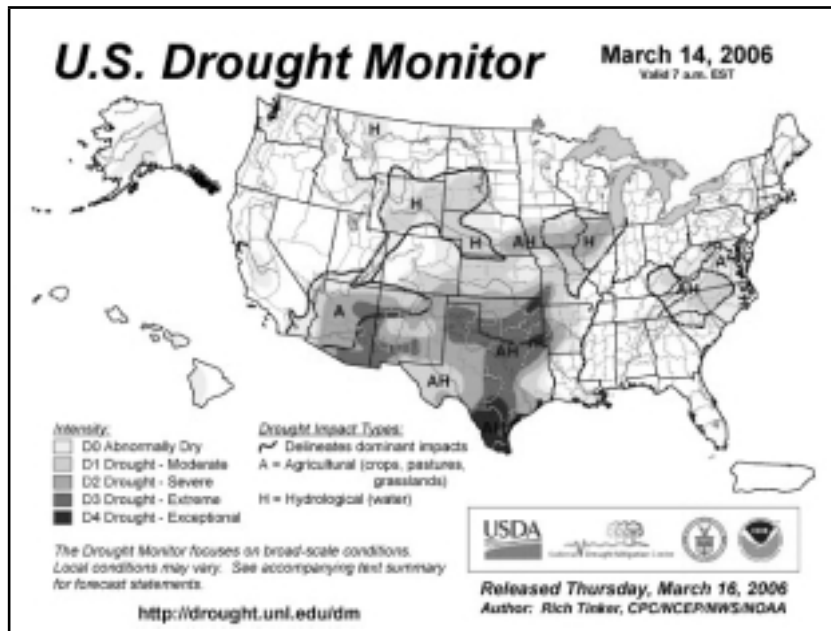 U.S. Drought Monitor
March 14, 2006
Valid 7 a.m. EST
H
H
H
AH
H
A
AH
A
AH
AH
AH
Intensity:
D0 Abnormally Dry
D1 Drought - Moderate
D2 Drought - Severe
D3 Drought - Extreme
D4 Drought - Exceptional
Drought Impact Types:
Delineates dominant impacts
A = Agricultural (crops, pastures,
grasslands)
H = Hydrological (water)
The Drought Monitor focuses on broad-scale conditions.
Local conditions may vary. See accompanying text summary
for forecast statements.
http://drought.unl.edu/dm
USDA
Drought Mitigation Center
Released Thursday, March 16, 2006
Author: Rich Tinker, CPC/NCEP/NWS/NOAA